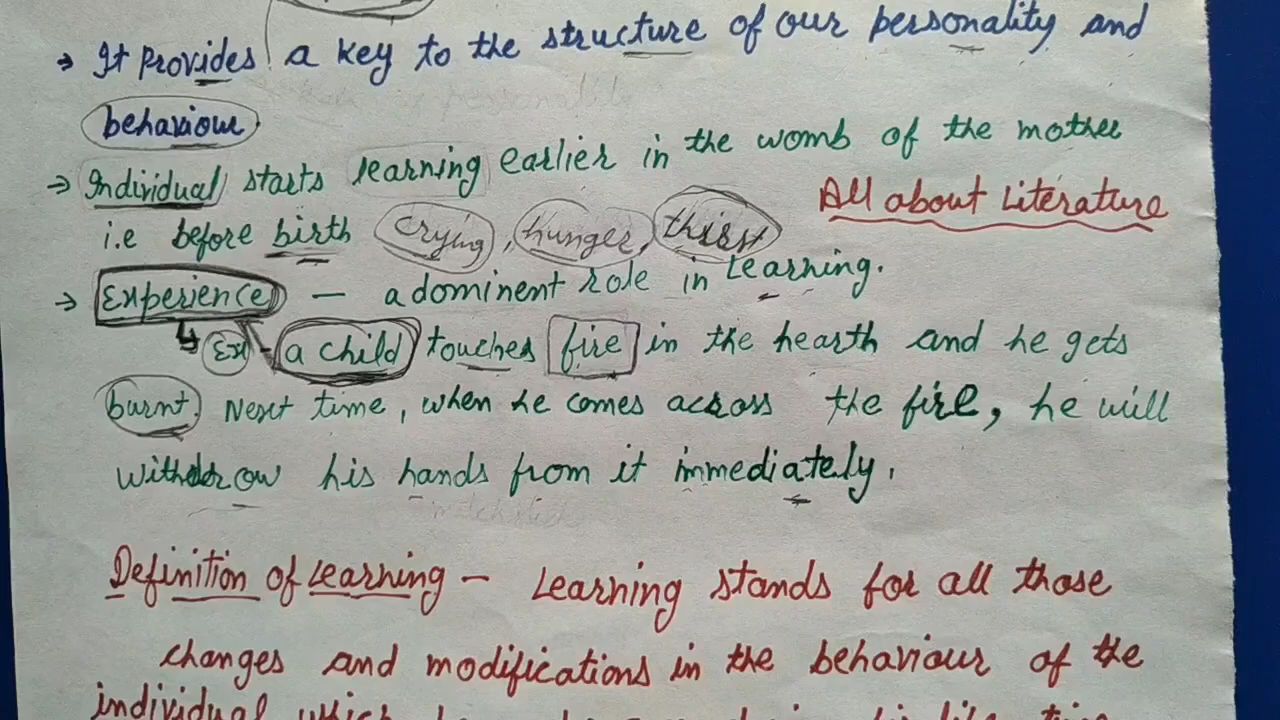 → It provides a key to the structure of our personality and
behaviour
→ Individual starts learning earlier in the womb of the mother
All about Literature
i.e before birth crying, hunger, thirst
→ Experience — a dominent role in Learning.
Ex - a child touches fire in the hearth and he gets
burnt. Next time, when he comes across the fire, he will
withdrow his hands from it immediately.
Definition of Learning — Learning stands for all those
changes and modifications in the behaviour of the
individual which